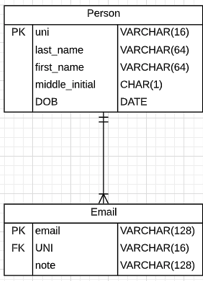 Person
PK uni VARCHAR(16)
last_name VARCHAR(64)
first_name VARCHAR(64)
middle_initial CHAR(1)
DOB DATE
Email
PK email VARCHAR(128)
FK UNI VARCHAR(16)
note VARCHAR(128)